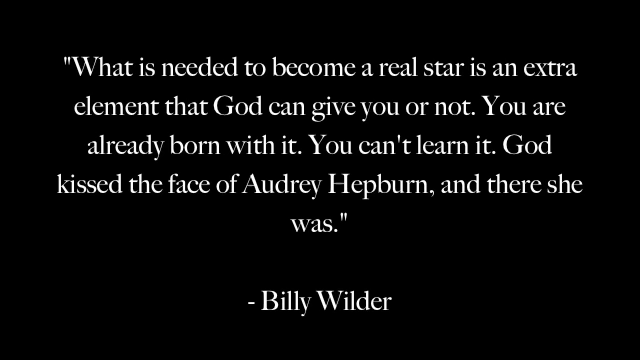 "What is needed to become a real star is an extra
element that God can give you or not. You are
already born with it. You can't learn it. God
kissed the face of Audrey Hepburn, and there she
was."
- Billy Wilder